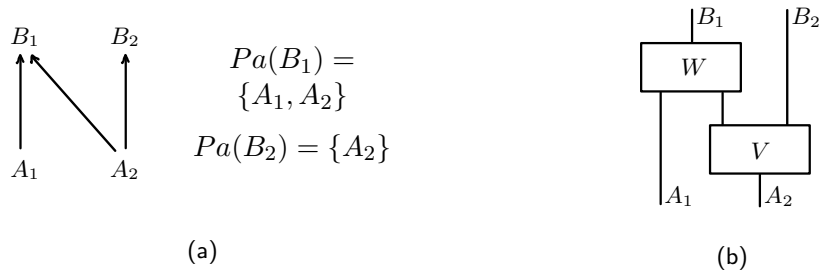 B₁ B₂
Pa(B₁) =
{A₁, A₂}
Pa(B₂) = {A₂}
A₁ A₂
(a)
B₁ B₂
W
V
A₁ A₂
(b)